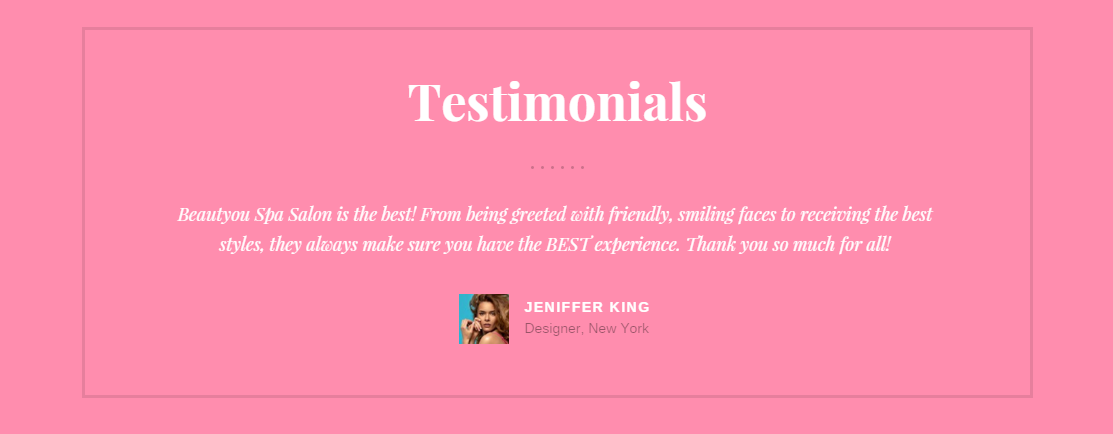 Testimonials
Beautyou Spa Salon is the best! From being greeted with friendly, smiling faces to receiving the best
styles, they always make sure you have the BEST experience. Thank you so much for all!
JENIFFER KING
Designer, New York